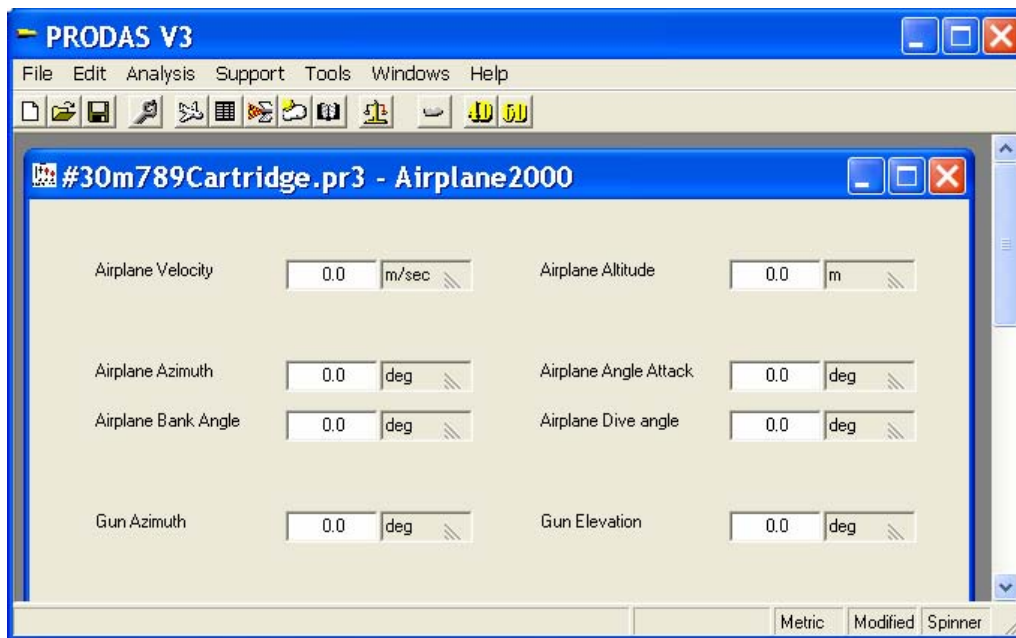 PRODAS V3
File Edit Analysis Support Tools Windows Help
4D 6D
#30m789Cartridge.pr3 - Airplane2000
Airplane Velocity 0.0 m/sec Airplane Altitude 0.0 m
Airplane Azimuth 0.0 deg Airplane Angle Attack 0.0 deg
Airplane Bank Angle 0.0 deg Airplane Dive angle 0.0 deg
Gun Azimuth 0.0 deg Gun Elevation 0.0 deg
Metric Modified Spinner